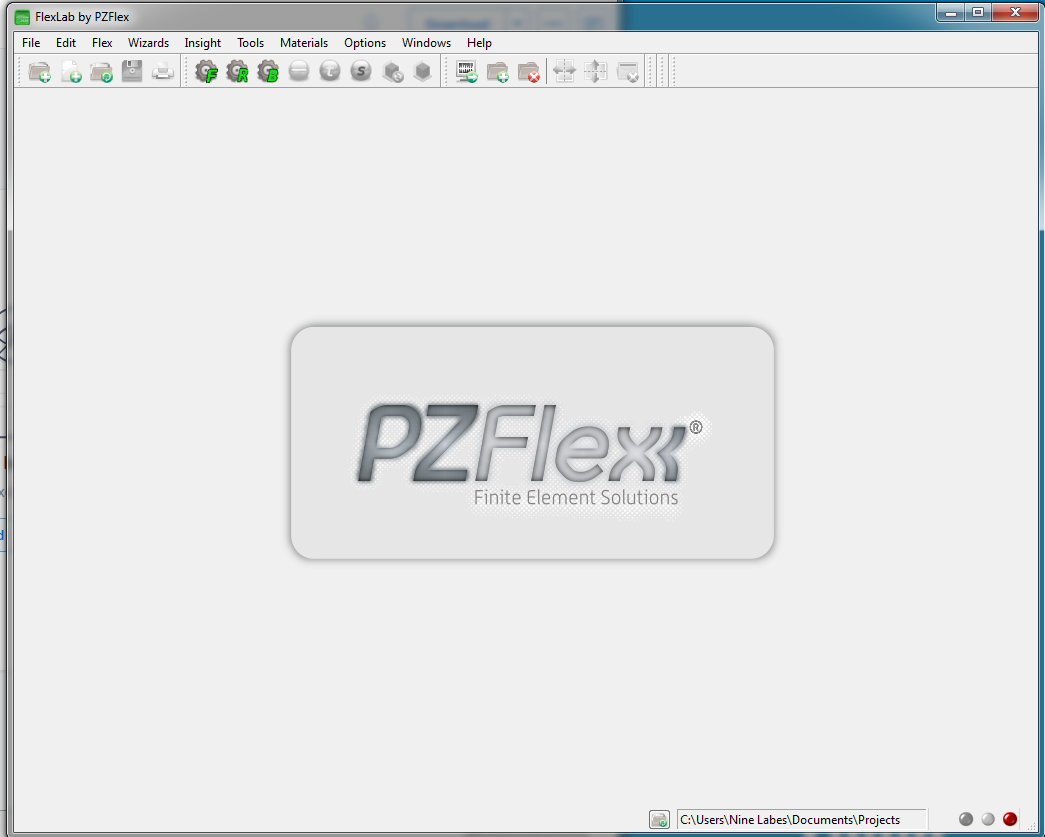 FlexLab by PZFlex
File Edit Flex Wizards Insight Tools Materials Options Windows Help
F R B t S
PZFlex®
Finite Element Solutions
C:\Users\Nine Labes\Documents\Projects